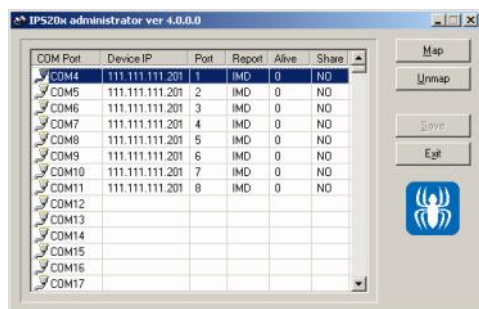 IPS20x administrator ver 4.0.0.0
COM Port Device IP Port Report Alive Share
COM4 111.111.111.201 1 IMD 0 NO
COM5 111.111.111.201 2 IMD 0 NO
COM6 111.111.111.201 3 IMD 0 NO
COM7 111.111.111.201 4 IMD 0 NO
COM8 111.111.111.201 5 IMD 0 NO
COM9 111.111.111.201 6 IMD 0 NO
COM10 111.111.111.201 7 IMD 0 NO
COM11 111.111.111.201 8 IMD 0 NO
COM12
COM13
COM14
COM15
COM16
COM17
Map
Unmap
Save
Exit